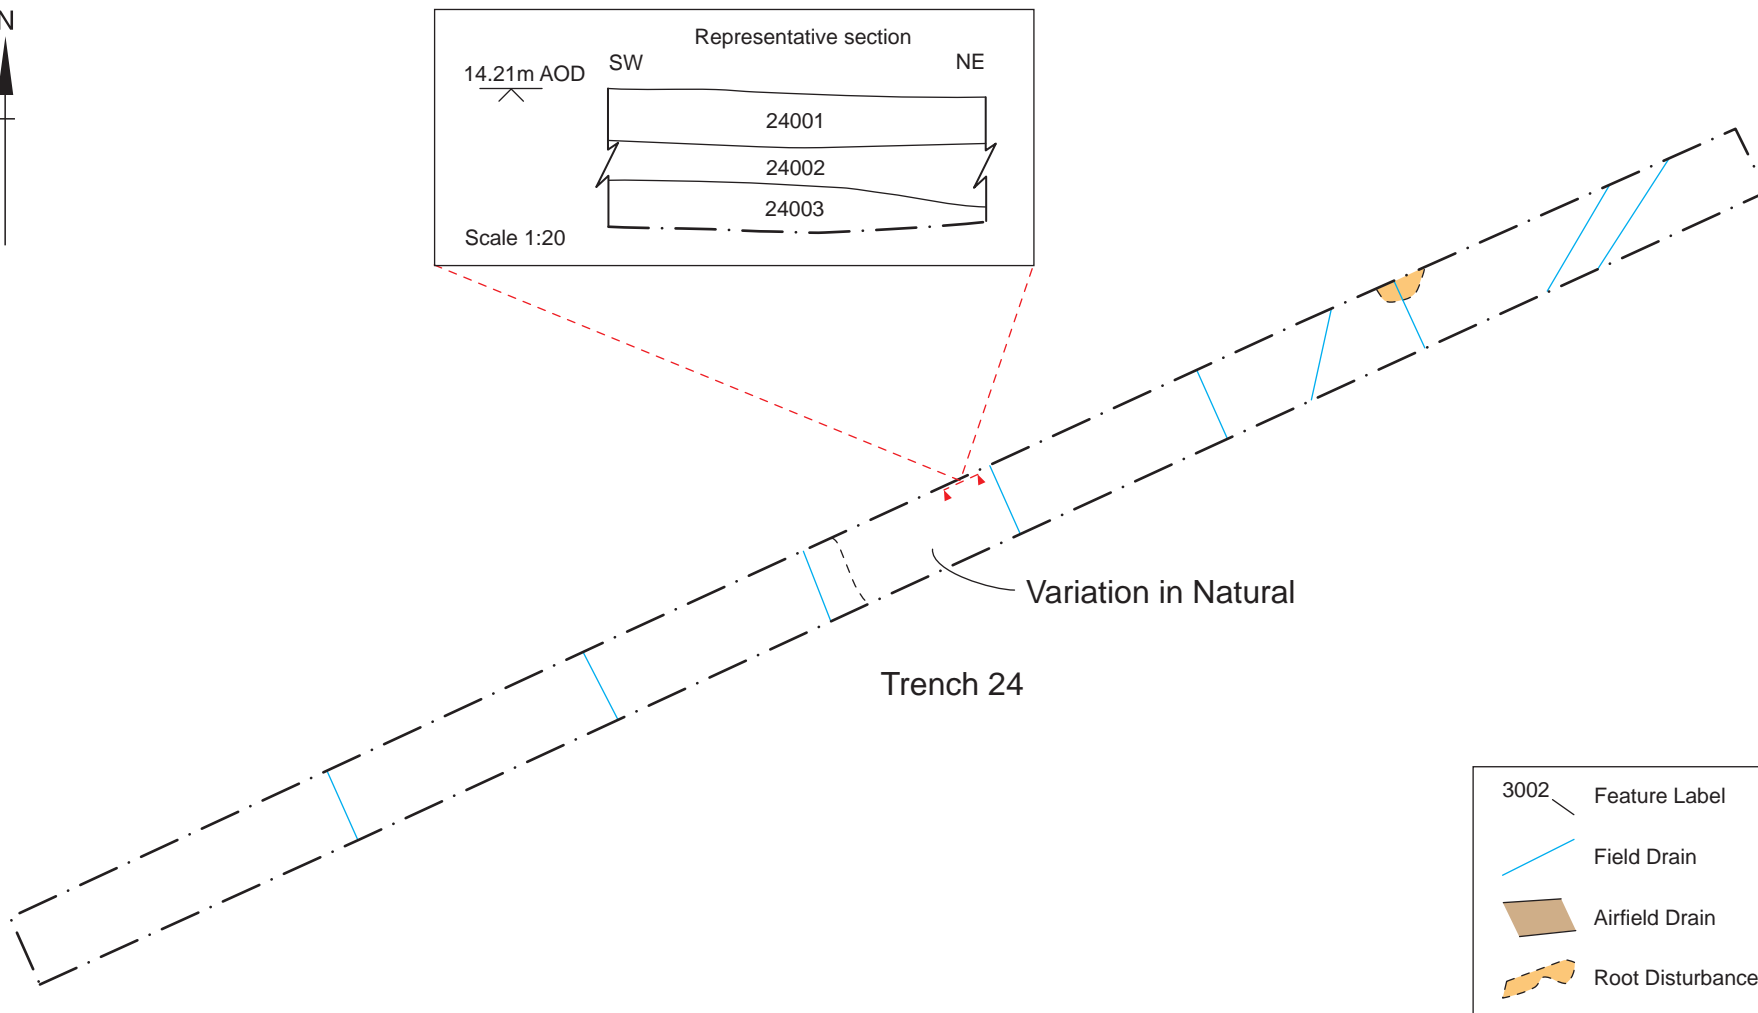 N
Representative section
SW
NE
14.21m AOD
24001
24002
24003
Scale 1:20
Variation in Natural
Trench 24
3002
Feature Label
Field Drain
Airfield Drain
Root Disturbance